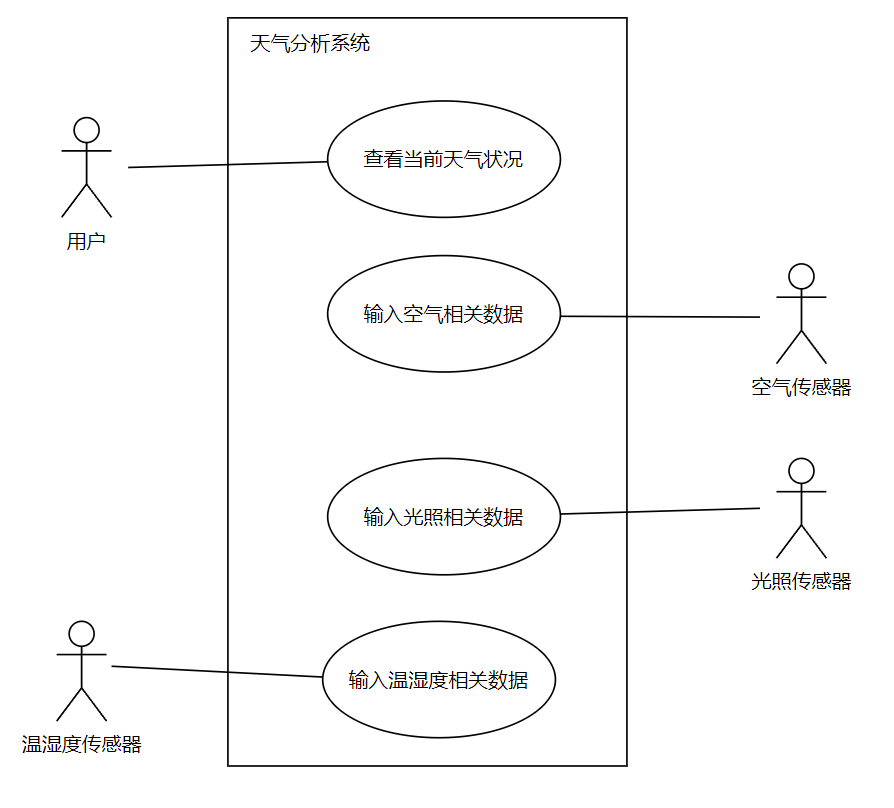 天气分析系统
查看当前天气状况
用户
输入空气相关数据
空气传感器
输入光照相关数据
光照传感器
输入温湿度相关数据
温湿度传感器